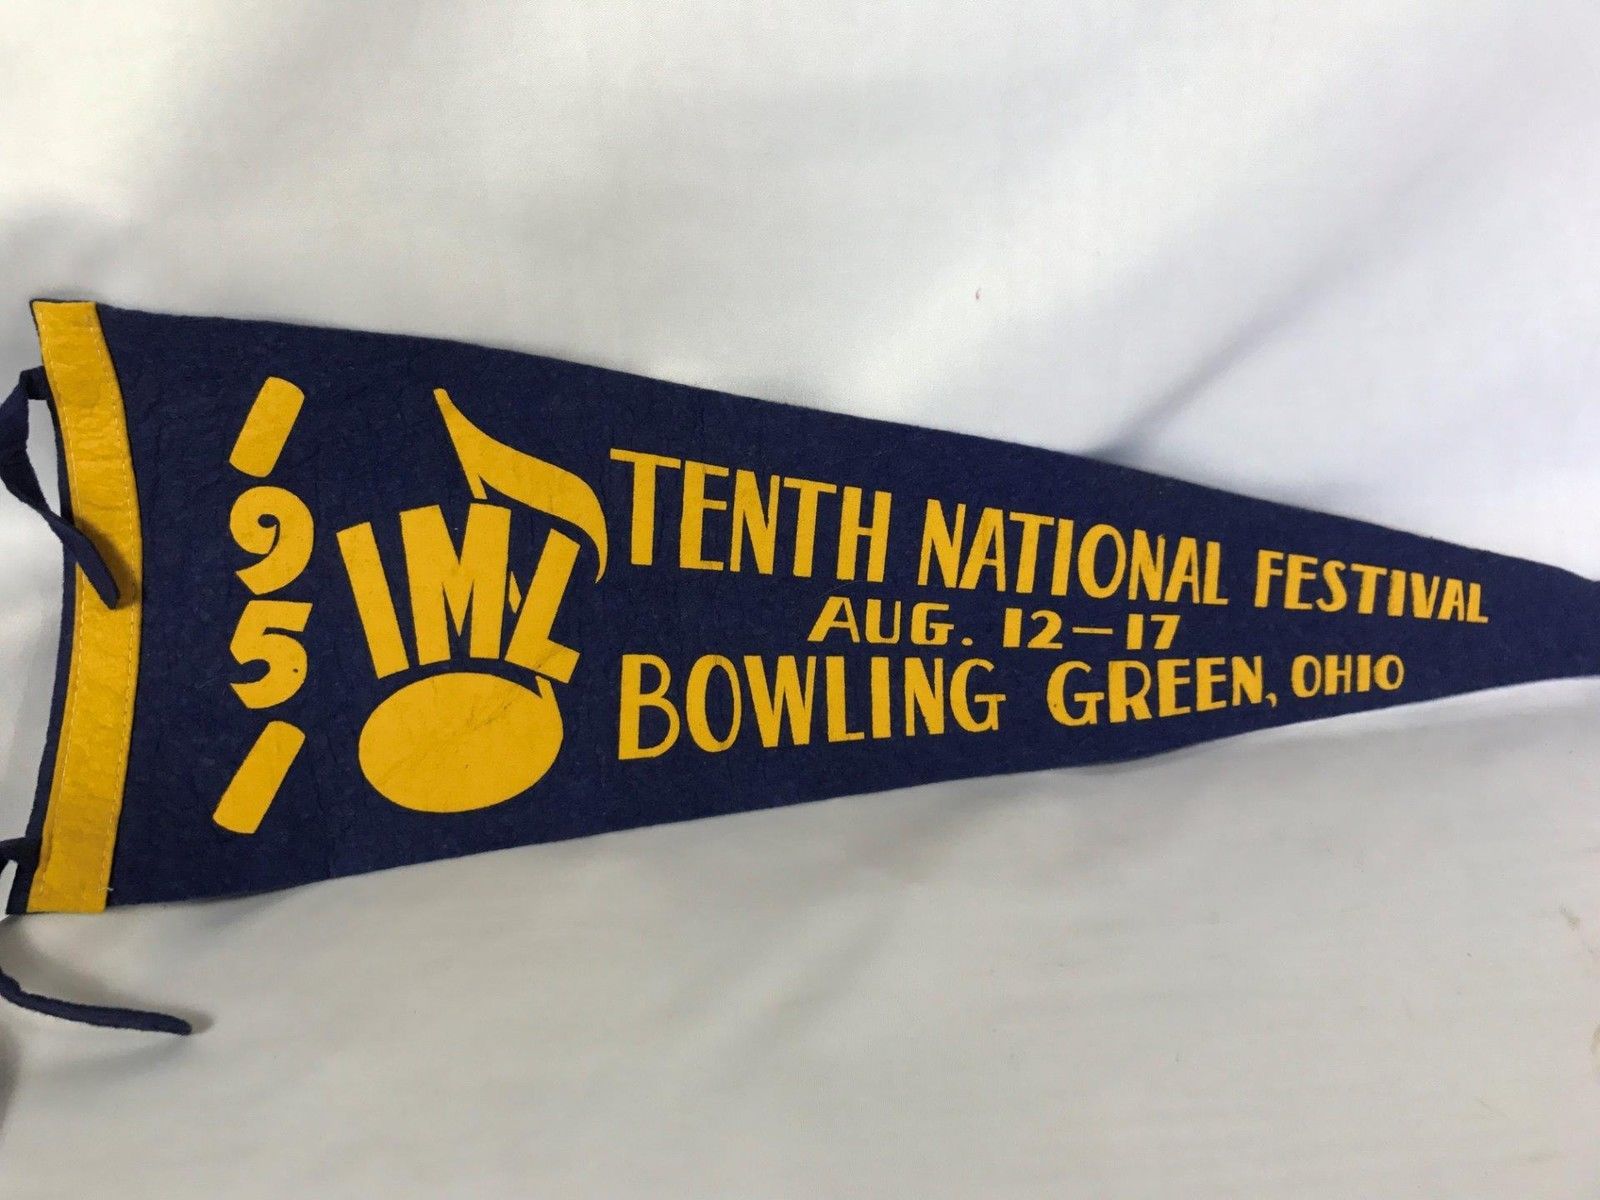 1951
IML
TENTH NATIONAL FESTIVAL
AUG. 12-17
BOWLING GREEN, OHIO